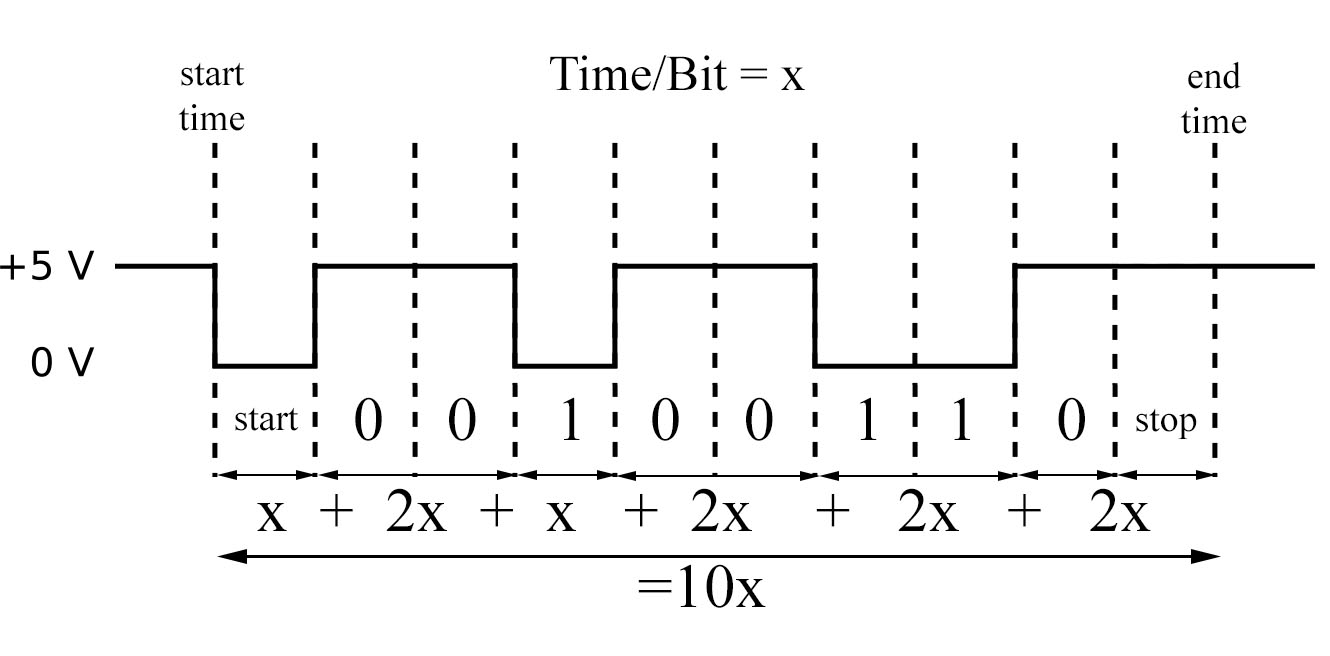 Time/Bit = x
start
time
end
time
+5 V
0 V
start 0 0 1 0 0 1 1 0 stop
x + 2x + x + 2x + 2x + 2x
=10x